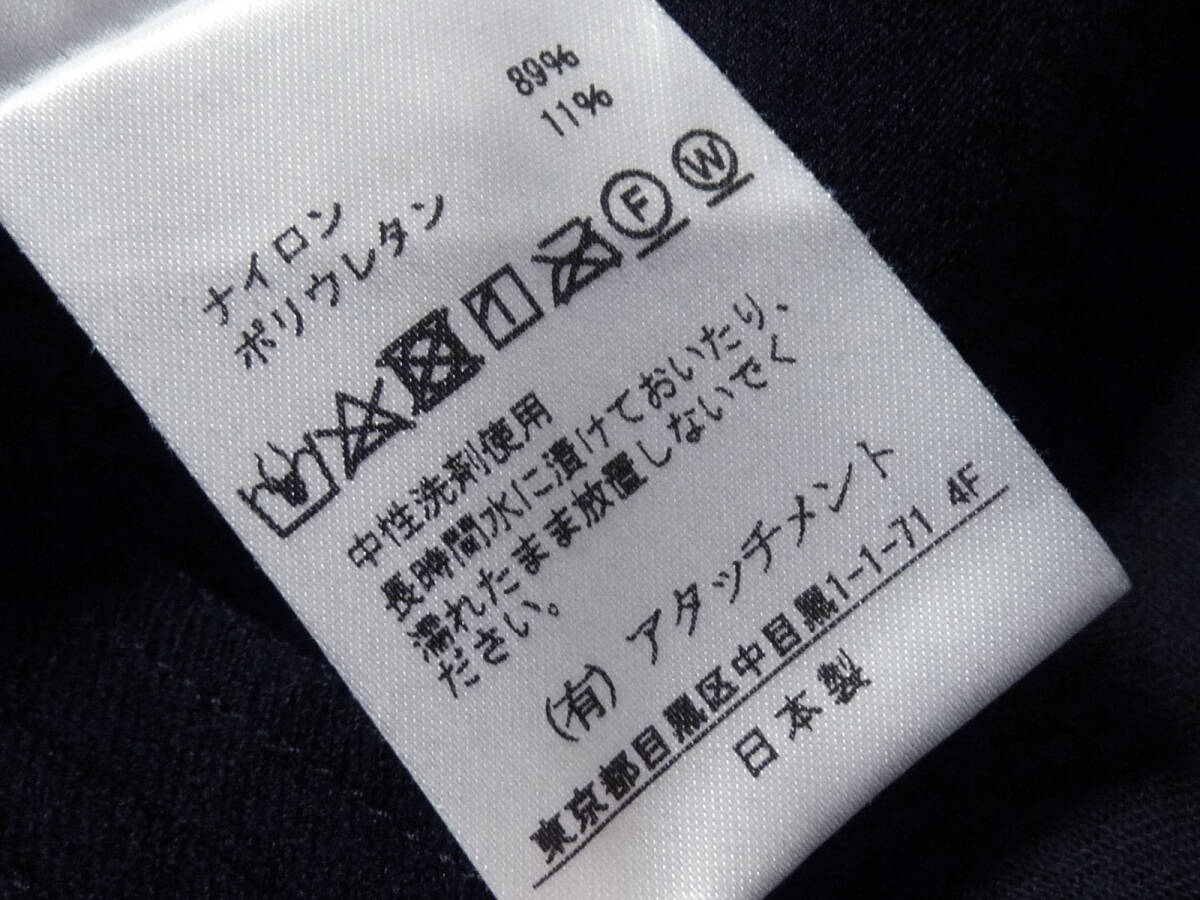 ナイロン 89%
ポリウレタン 11%
F W
中性洗剤使用
長時間水に漬けておいたり、
濡れたまま放置しないでく
ださい。
(有) アタッチメント
東京都目黒区中目黒1-1-71 4F
日本製